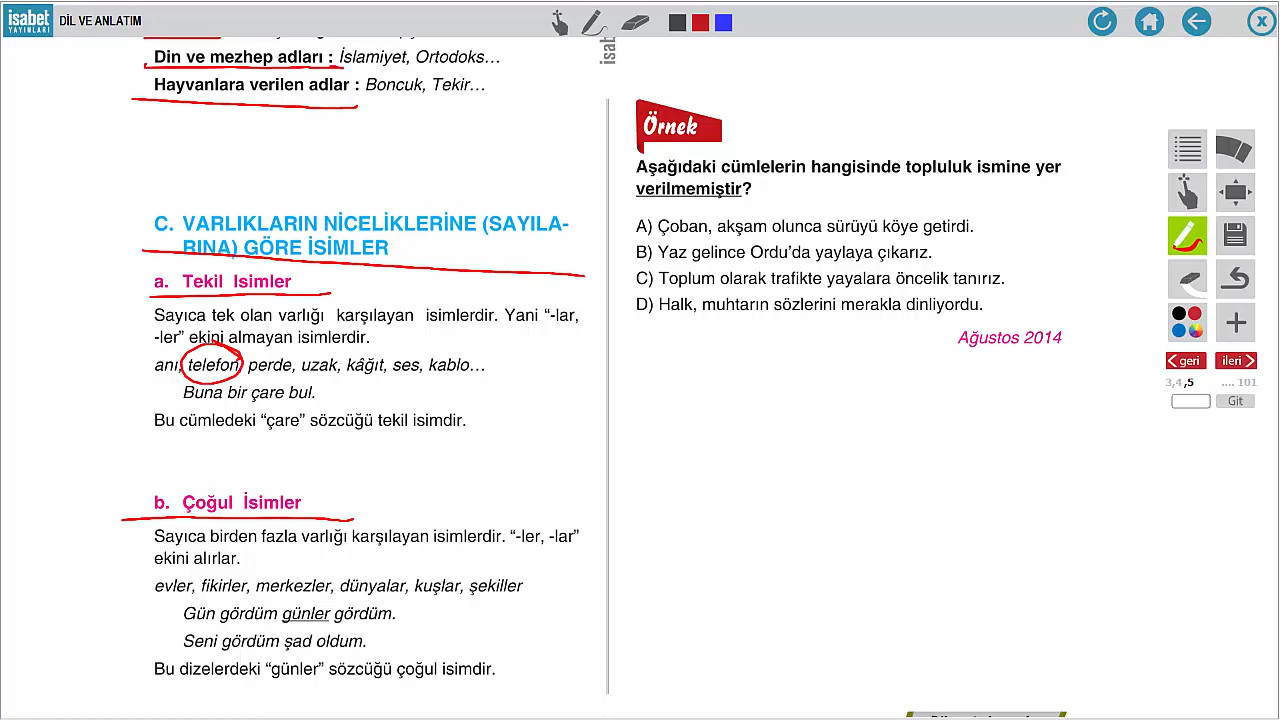 isabet
YAYINLARI
DİL VE ANLATIM
Din ve mezhep adları : İslamiyet, Ortodoks…
Hayvanlara verilen adlar : Boncuk, Tekir…
C. VARLIKLARIN NİCELİKLERİNE (SAYILA-
RINA) GÖRE İSİMLER
a. Tekil Isimler
Sayıca tek olan varlığı karşılayan isimlerdir. Yani “-lar,
-ler” ekini almayan isimlerdir.
anı, telefon, perde, uzak, kâğıt, ses, kablo…
Buna bir çare bul.
Bu cümledeki “çare” sözcüğü tekil isimdir.
b. Çoğul İsimler
Sayıca birden fazla varlığı karşılayan isimlerdir. “-ler, -lar”
ekini alırlar.
evler, fikirler, merkezler, dünyalar, kuşlar, şekiller
Gün gördüm günler gördüm.
Seni gördüm şad oldum.
Bu dizelerdeki “günler” sözcüğü çoğul isimdir.
isab
Örnek
Aşağıdaki cümlelerin hangisinde topluluk ismine yer
verilmemiştir?
A) Çoban, akşam olunca sürüyü köye getirdi.
B) Yaz gelince Ordu’da yaylaya çıkarız.
C) Toplum olarak trafikte yayalara öncelik tanırız.
D) Halk, muhtarın sözlerini merakla dinliyordu.
Ağustos 2014
geri ileri
3,4,5 .... 101
Git